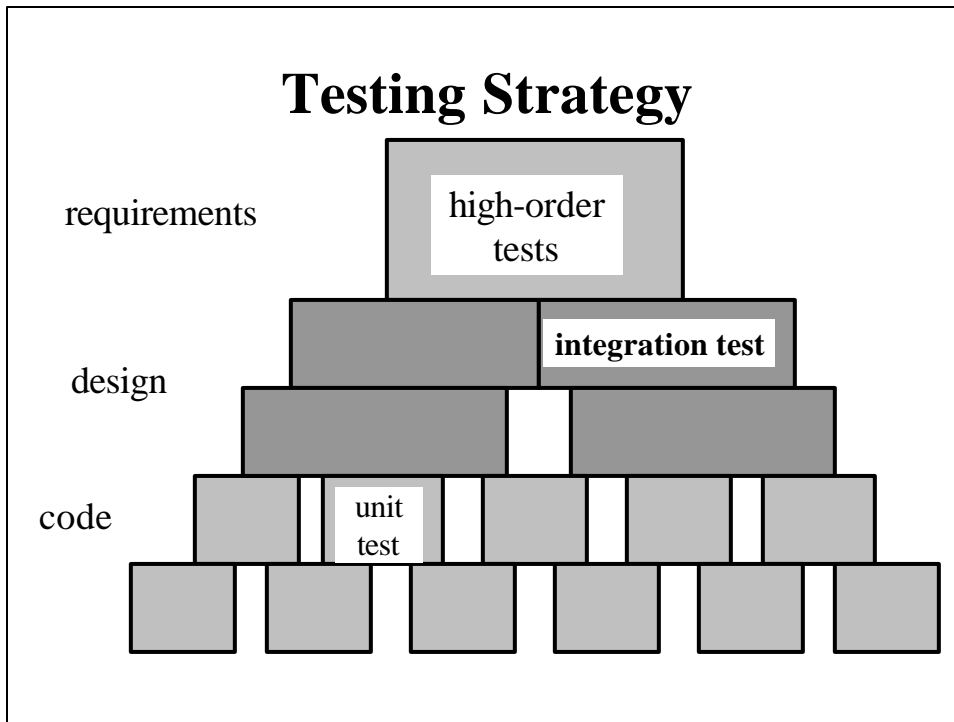 Testing Strategy
requirements
high-order
tests
integration test
design
code
unit
test